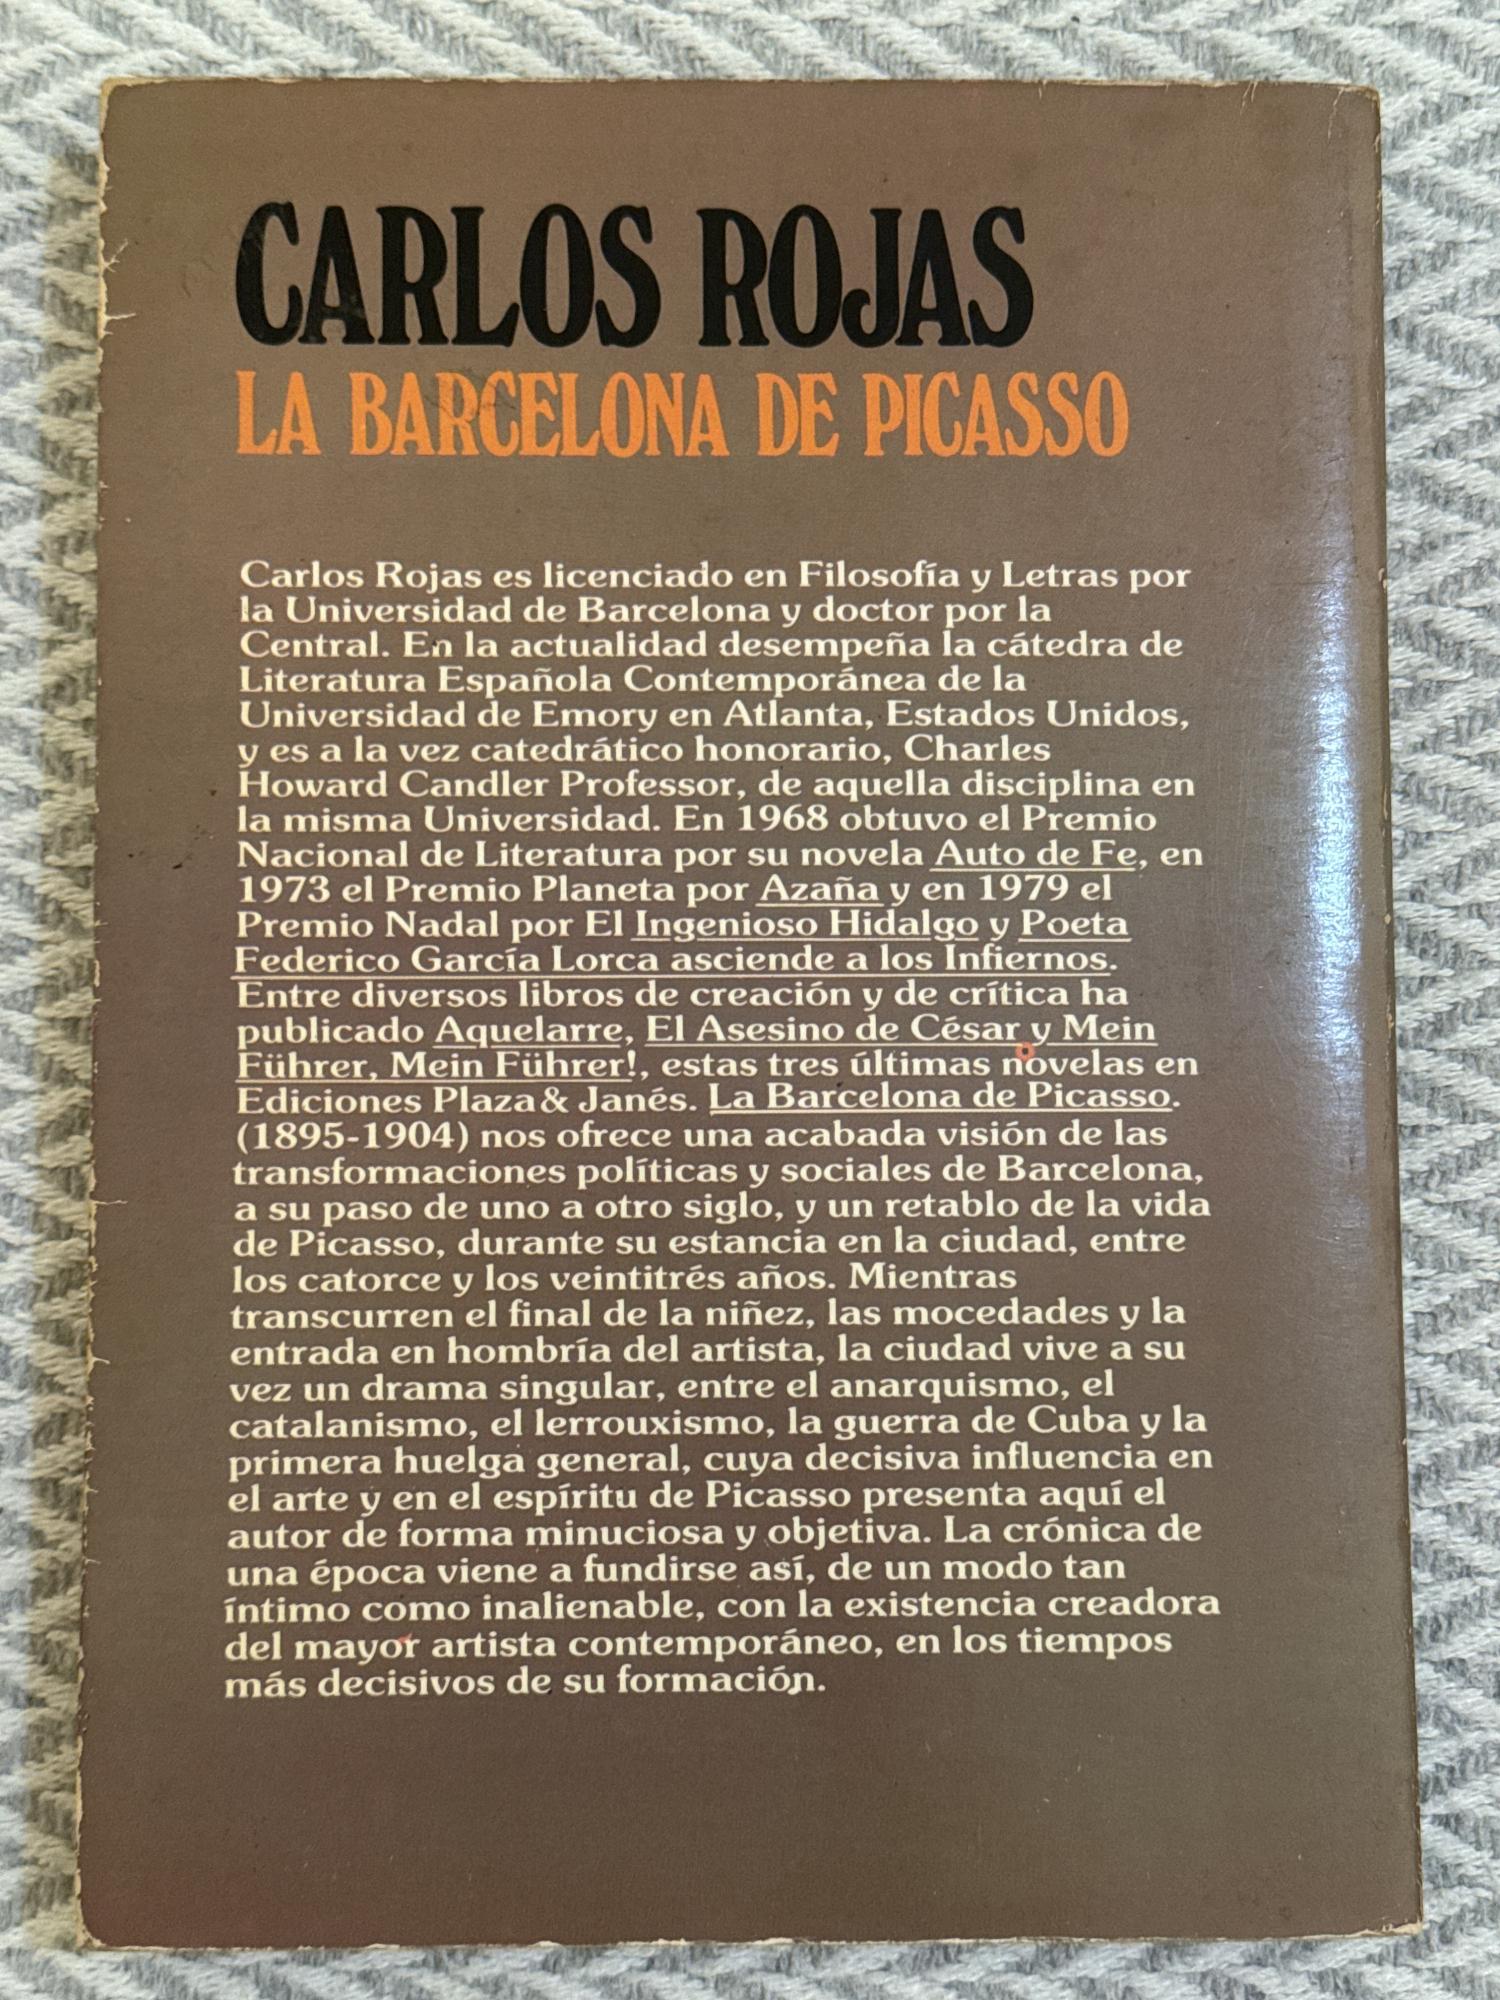 CARLOS ROJAS
LA BARCELONA DE PICASSO
Carlos Rojas es licenciado en Filosofía y Letras por
la Universidad de Barcelona y doctor por la
Central. En la actualidad desempeña la cátedra de
Literatura Española Contemporánea de la
Universidad de Emory en Atlanta, Estados Unidos,
y es a la vez catedrático honorario, Charles
Howard Candler Professor, de aquella disciplina en
la misma Universidad. En 1968 obtuvo el Premio
Nacional de Literatura por su novela Auto de Fe, en
1973 el Premio Planeta por Azaña y en 1979 el
Premio Nadal por El Ingenioso Hidalgo y Poeta
Federico García Lorca asciende a los Infiernos.
Entre diversos libros de creación y de crítica ha
publicado Aquelarre, El Asesino de César y Mein
Führer, Mein Führer!, estas tres últimas novelas en
Ediciones Plaza & Janés. La Barcelona de Picasso.
(1895-1904) nos ofrece una acabada visión de las
transformaciones políticas y sociales de Barcelona,
a su paso de uno a otro siglo, y un retablo de la vida
de Picasso, durante su estancia en la ciudad, entre
los catorce y los veintitrés años. Mientras
transcurren el final de la niñez, las mocedades y la
entrada en hombría del artista, la ciudad vive a su
vez un drama singular, entre el anarquismo, el
catalanismo, el lerrouxismo, la guerra de Cuba y la
primera huelga general, cuya decisiva influencia en
el arte y en el espíritu de Picasso presenta aquí el
autor de forma minuciosa y objetiva. La crónica de
una época viene a fundirse así, de un modo tan
íntimo como inalienable, con la existencia creadora
del mayor artista contemporáneo, en los tiempos
más decisivos de su formación.